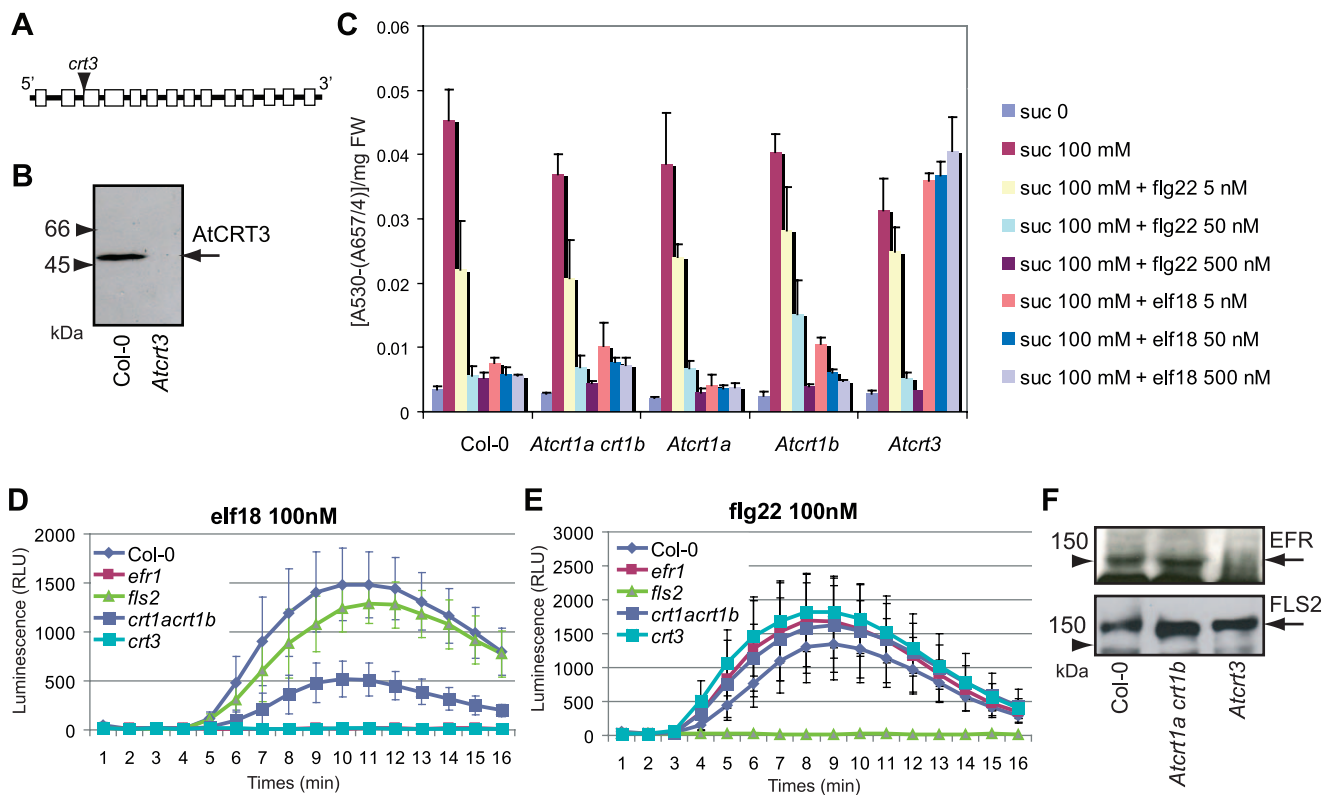 A
crt3
5’
3’
B
66
45
kDa
AtCRT3
Col-0
Atcrt3
C
[A530-(A657/4)]/mg FW
0.06
0.05
0.04
0.03
0.02
0.01
0
Col-0
Atcrt1a crt1b
Atcrt1a
Atcrt1b
Atcrt3
suc 0
suc 100 mM
suc 100 mM + flg22 5 nM
suc 100 mM + flg22 50 nM
suc 100 mM + flg22 500 nM
suc 100 mM + elf18 5 nM
suc 100 mM + elf18 50 nM
suc 100 mM + elf18 500 nM
D
elf18 100nM
Luminescence (RLU)
2000
1500
1000
500
0
Col-0
efr1
fls2
crt1acrt1b
crt3
1 2 3 4 5 6 7 8 9 10 11 12 13 14 15 16
Times (min)
E
flg22 100nM
Luminescence (RLU)
3000
2500
2000
1500
1000
500
0
Col-0
efr1
fls2
crt1acrt1b
crt3
1 2 3 4 5 6 7 8 9 10 11 12 13 14 15 16
Times (min)
F
150
EFR
150
FLS2
kDa
Col-0
Atcrt1a crt1b
Atcrt3